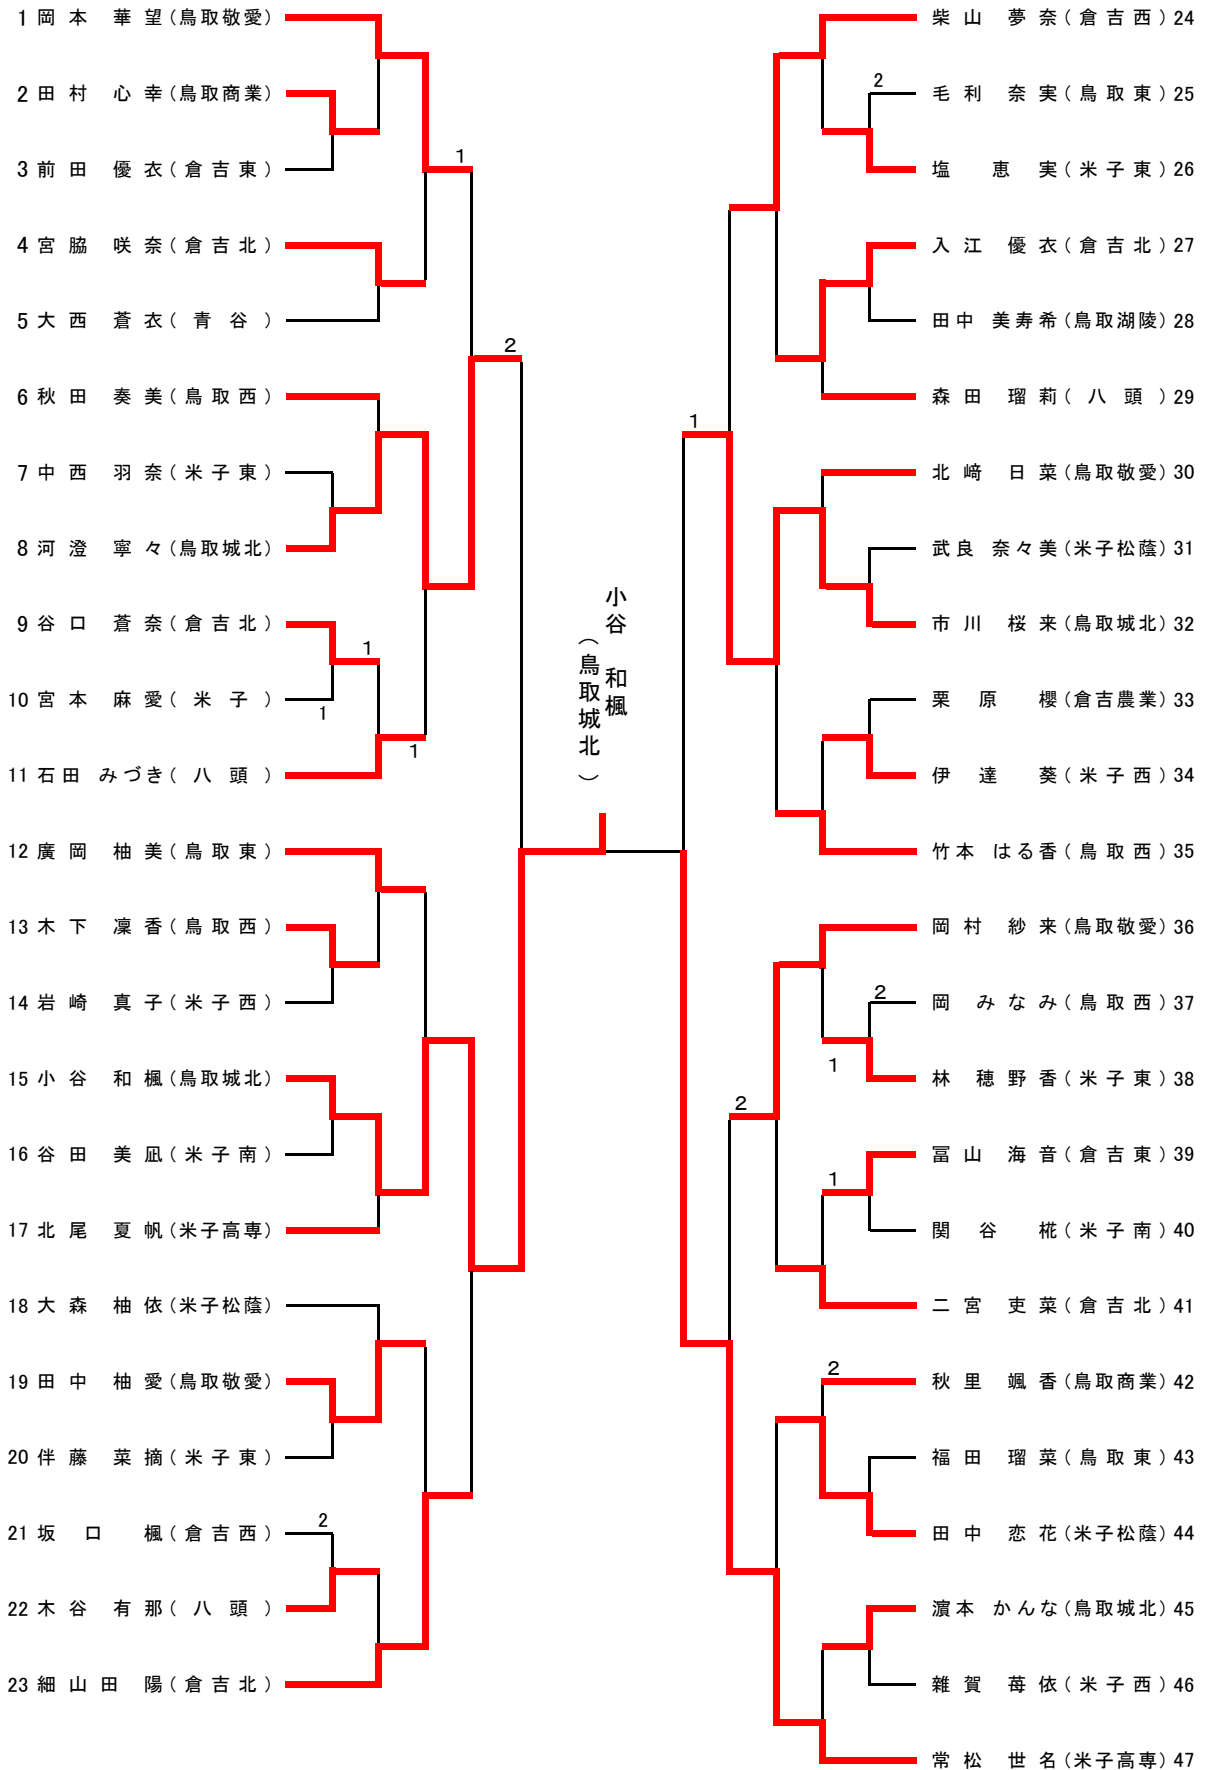 1 岡本 華望(鳥取敬愛)
2 田村 心幸(鳥取商業)
3 前田 優衣(倉吉東)
4 宮脇 咲奈(倉吉北)
5 大西 蒼衣(青谷)
6 秋田 奏美(鳥取西)
7 中西 羽奈(米子東)
8 河澄 寧々(鳥取城北)
9 谷口 蒼奈(倉吉北)
10 宮本 麻愛(米子)
11 石田 みづき(八頭)
12 廣岡 柚美(鳥取東)
13 木下 凜香(鳥取西)
14 岩崎 真子(米子西)
15 小谷 和楓(鳥取城北)
16 谷田 美凪(米子南)
17 北尾 夏帆(米子高専)
18 大森 柚依(米子松蔭)
19 田中 柚愛(鳥取敬愛)
20 伴藤 菜摘(米子東)
21 坂口 楓(倉吉西)
22 木谷 有那(八頭)
23 細山田 陽(倉吉北)
1
2
1
1
1
2
小谷 和楓
(鳥取城北)
1
2
2
2
1
1
2
柴山 夢奈(倉吉西)24
毛利 奈実(鳥取東)25
塩 恵実(米子東)26
入江 優衣(倉吉北)27
田中 美寿希(鳥取湖陵)28
森田 瑠莉(八頭)29
北﨑 日菜(鳥取敬愛)30
武良 奈々美(米子松蔭)31
市川 桜来(鳥取城北)32
栗原 櫻(倉吉農業)33
伊達 葵(米子西)34
竹本 はる香(鳥取西)35
岡村 紗来(鳥取敬愛)36
岡 みなみ(鳥取西)37
林 穂野香(米子東)38
冨山 海音(倉吉東)39
関谷 椛(米子南)40
二宮 吏菜(倉吉北)41
秋里 颯香(鳥取商業)42
福田 瑠菜(鳥取東)43
田中 恋花(米子松蔭)44
濵本 かんな(鳥取城北)45
雑賀 苺依(米子西)46
常松 世名(米子高専)47